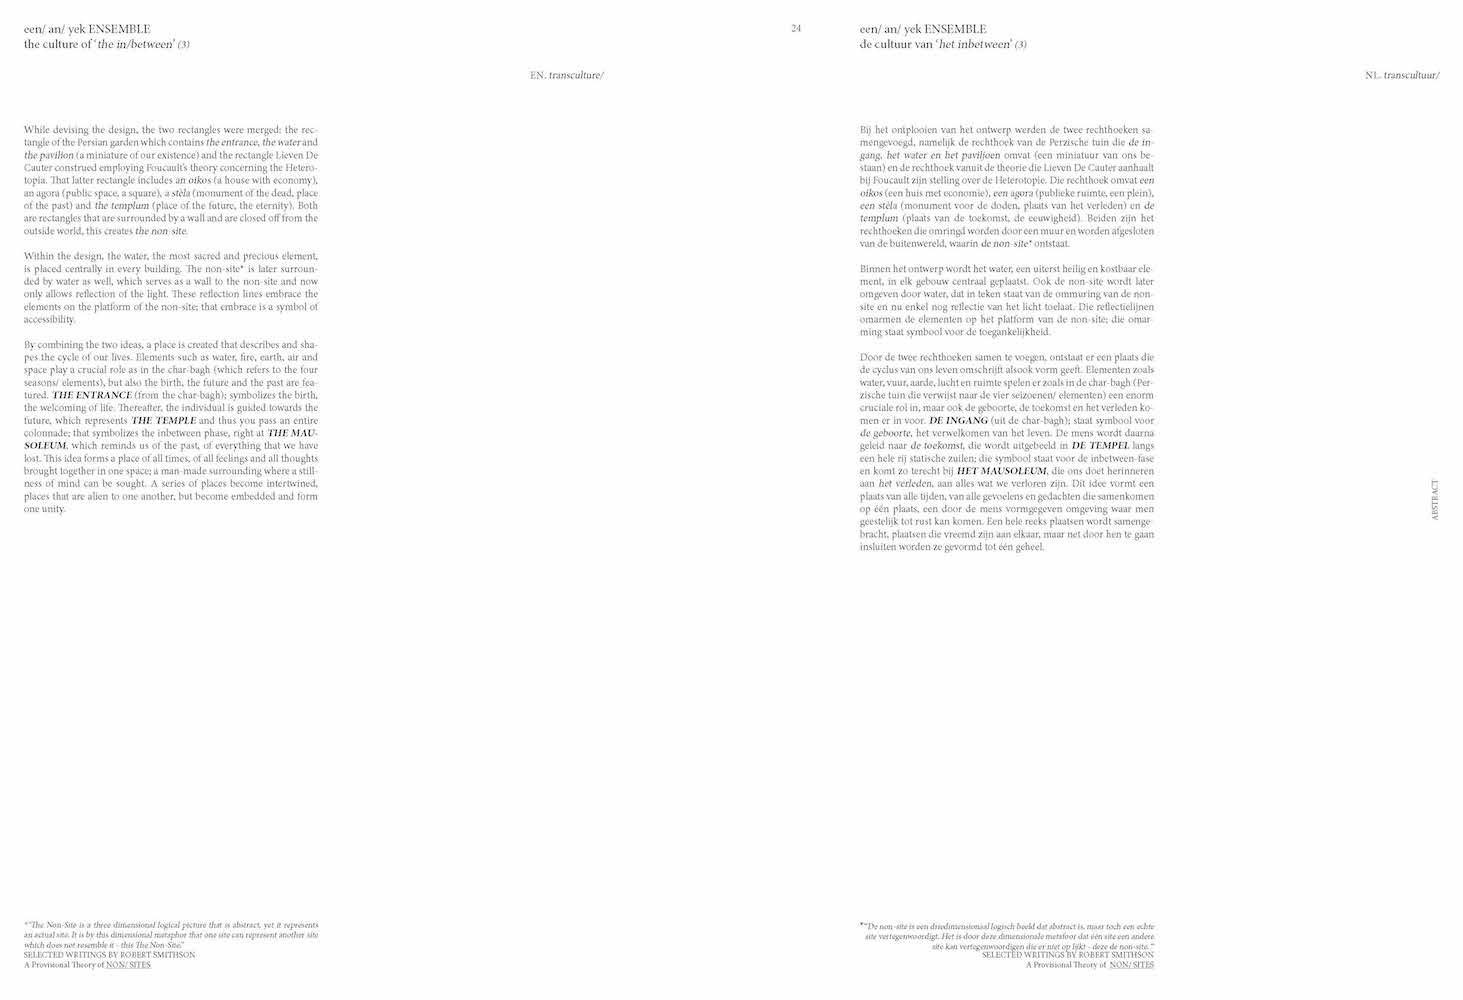 een/ an/ yek ENSEMBLE
the culture of ‘the in/between’ (3)
EN. transculture/
While devising the design, the two rectangles were merged: the rec-
tangle of the Persian garden which contains the entrance, the water and
the pavilion (a miniature of our existence) and the rectangle Lieven De
Cauter construed employing Foucault's theory concerning the Hetero-
topia. That latter rectangle includes an oikos (a house with economy),
an agora (public space, a square), a stèla (monument of the dead, place
of the past) and the templum (place of the future, the eternity). Both
are rectangles that are surrounded by a wall and are closed off from the
outside world, this creates the non-site.
Within the design, the water, the most sacred and precious element,
is placed centrally in every building. The non-site* is later surroun-
ded by water as well, which serves as a wall to the non-site and now
only allows reflection of the light. These reflection lines embrace the
elements on the platform of the non-site; that embrace is a symbol of
accessibility.
By combining the two ideas, a place is created that describes and sha-
pes the cycle of our lives. Elements such as water, fire, earth, air and
space play a crucial role as in the char-bagh (which refers to the four
seasons/ elements), but also the birth, the future and the past are fea-
tured. THE ENTRANCE (from the char-bagh); symbolizes the birth,
the welcoming of life. Thereafter, the individual is guided towards the
future, which represents THE TEMPLE and thus you pass an entire
colonnade; that symbolizes the inbetween phase, right at THE MAU-
SOLEUM, which reminds us of the past, of everything that we have
lost. This idea forms a place of all times, of all feelings and all thoughts
brought together in one space; a man-made surrounding where a still-
ness of mind can be sought. A series of places become intertwined,
places that are alien to one another, but become embedded and form
one unity.
*“The Non-Site is a three dimensional logical picture that is abstract, yet it represents
an actual site. It is by this dimensional mataphor that one site can represent another site
which does not resemble it - this The Non-Site.”
SELECTED WRITINGS BY ROBERT SMITHSON
A Provisional Theory of NON/ SITES
24
een/ an/ yek ENSEMBLE
de cultuur van ‘het inbetween’ (3)
NL. transcultuur/
Bij het ontplooien van het ontwerp werden de twee rechthoeken sa-
mengevoegd, namelijk de rechthoek van de Perzische tuin die de in-
gang, het water en het paviljoen omvat (een miniatuur van ons be-
staan) en de rechthoek vanuit de theorie die Lieven De Cauter aanhaalt
bij Foucault zijn stelling over de Heterotopie. Die rechthoek omvat een
oikos (een huis met economie), een agora (publieke ruimte, een plein),
een stèla (monument voor de doden, plaats van het verleden) en de
templum (plaats van de toekomst, de eeuwigheid). Beiden zijn het
rechthoeken die omringd worden door een muur en worden afgesloten
van de buitenwereld, waarin de non-site* ontstaat.
Binnen het ontwerp wordt het water, een uiterst heilig en kostbaar ele-
ment, in elk gebouw centraal geplaatst. Ook de non-site wordt later
omgeven door water, dat in teken staat van de ommuring van de non-
site en nu enkel nog reflectie van het licht toelaat. Die reflectielijnen
omarmen de elementen op het platform van de non-site; die omar-
ming staat symbool voor de toegankelijkheid.
Door de twee rechthoeken samen te voegen, ontstaat er een plaats die
de cyclus van ons leven omschrijft alsook vorm geeft. Elementen zoals
water, vuur, aarde, lucht en ruimte spelen er zoals in de char-bagh (Per-
zische tuin die verwijst naar de vier seizoenen/ elementen) een enorm
cruciale rol in, maar ook de geboorte, de toekomst en het verleden ko-
men er in voor. DE INGANG (uit de char-bagh); staat symbool voor
de geboorte, het verwelkomen van het leven. De mens wordt daarna
geleid naar de toekomst, die wordt uitgebeeld in DE TEMPEL langs
een hele rij statische zuilen; die symbool staat voor de inbetween-fase
en komt zo terecht bij HET MAUSOLEUM, die ons doet herinneren
aan het verleden, aan alles wat we verloren zijn. Dit idee vormt een
plaats van alle tijden, van alle gevoelens en gedachten die samenkomen
op één plaats, een door de mens vormgegeven omgeving waar men
geestelijk tot rust kan komen. Een hele reeks plaatsen wordt samenge-
bracht, plaatsen die vreemd zijn aan elkaar, maar net door hen te gaan
insluiten worden ze gevormd tot één geheel.
*“De non-site is een driedimensionaal logisch beeld dat abstract is, maar toch een echte
site vertegenwoordigt. Het is door deze dimensionale metafoor dat één site een andere
site kan vertegenwoordigen die er niet op lijkt - deze de non-site.”
SELECTED WRITINGS BY ROBERT SMITHSON
A Provisional Theory of NON/ SITES
ABSTRACT